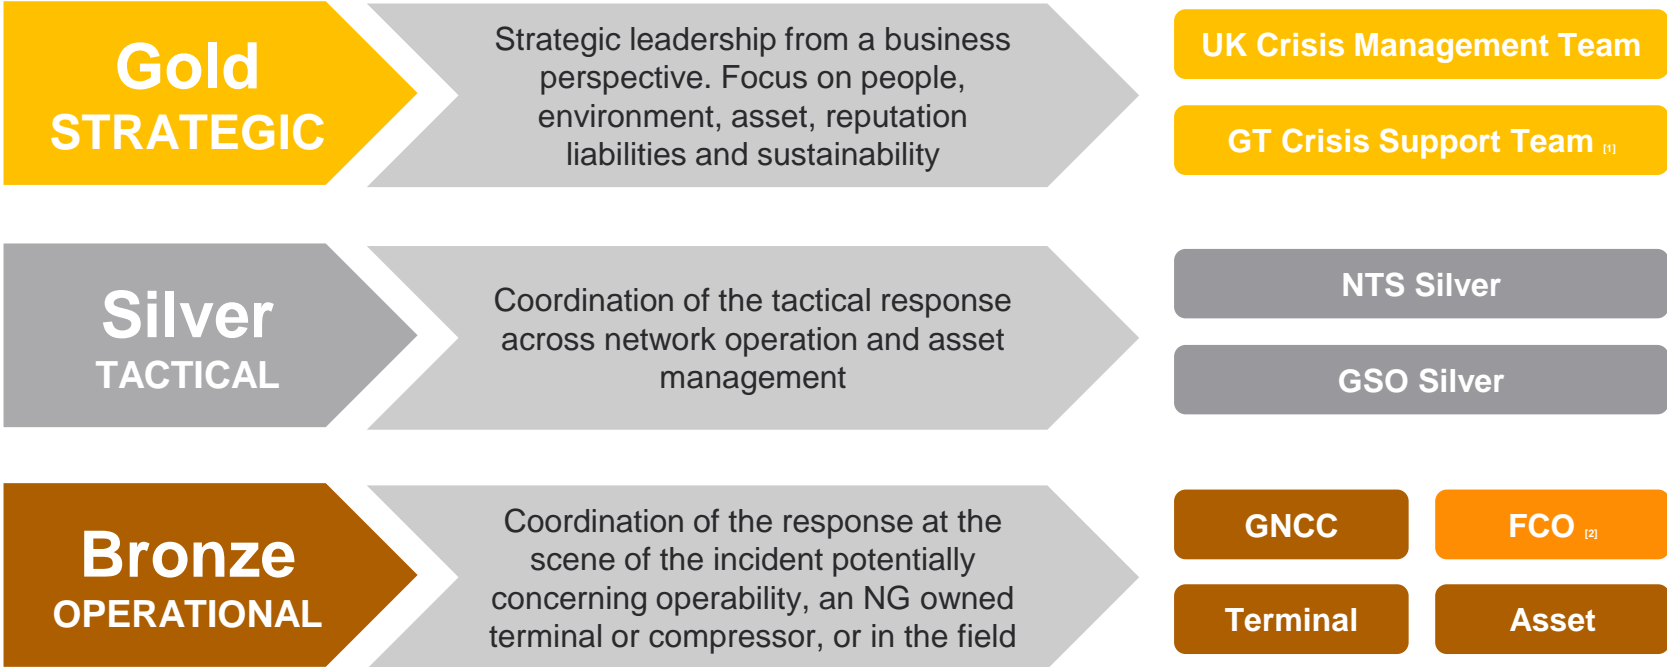 Gold
STRATEGIC
Strategic leadership from a business
perspective. Focus on people,
environment, asset, reputation
liabilities and sustainability
UK Crisis Management Team
GT Crisis Support Team [1]
Silver
TACTICAL
Coordination of the tactical response
across network operation and asset
management
NTS Silver
GSO Silver
Bronze
OPERATIONAL
Coordination of the response at the
scene of the incident potentially
concerning operability, an NG owned
terminal or compressor, or in the field
GNCC
FCO [2]
Terminal
Asset